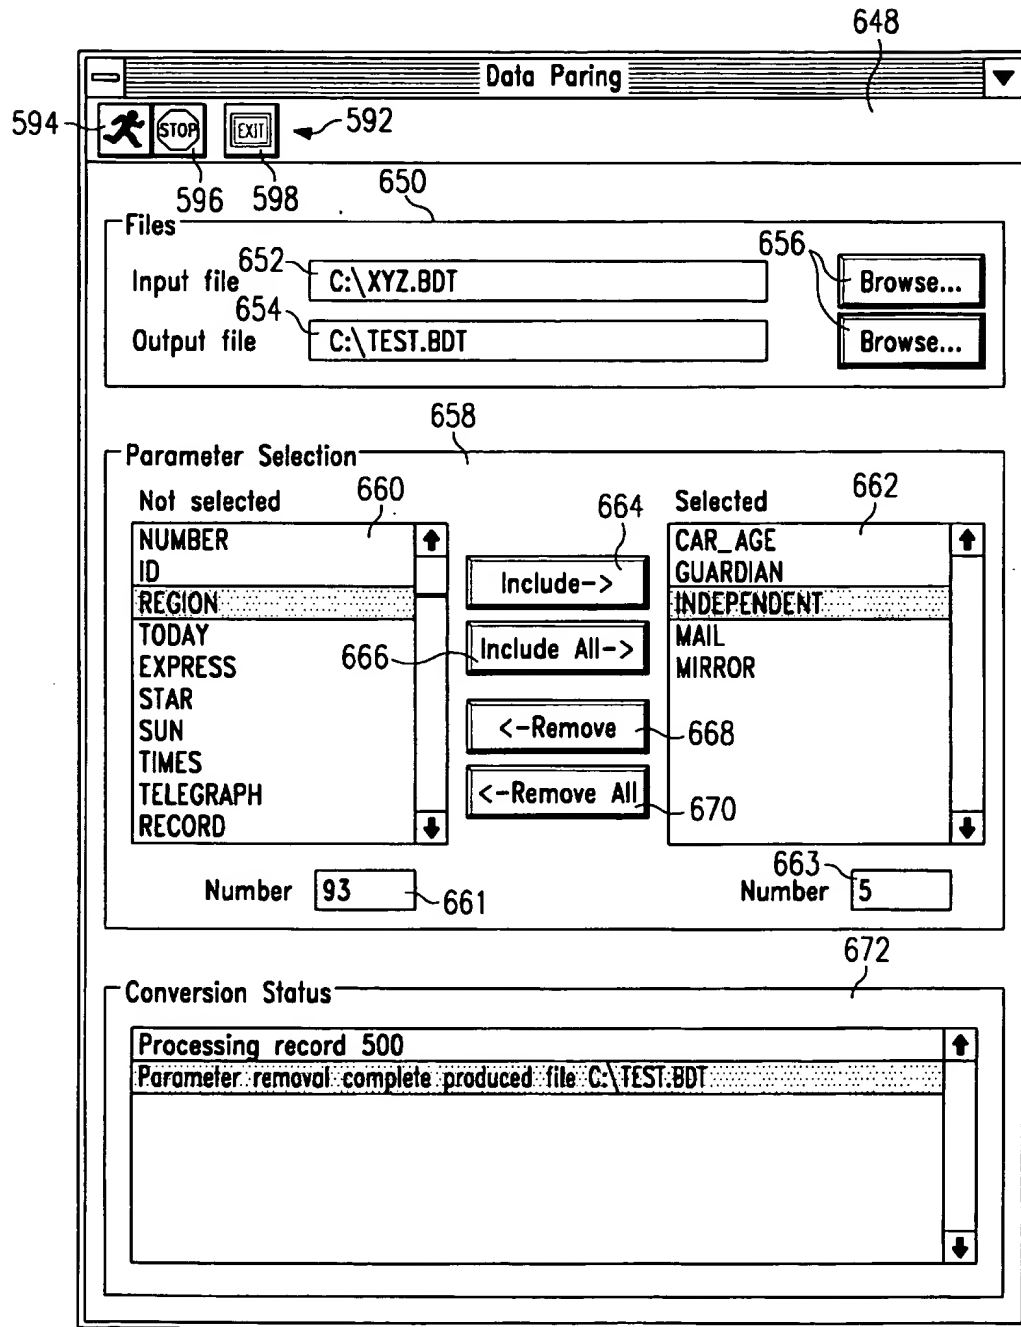 648
Data Paring
594
STOP
EXIT
592
596
598
650
Files
Input file
652
C:\XYZ.BDT
656
Browse...
654
Output file
C:\TEST.BDT
Browse...
658
Parameter Selection
Not selected
660
664
Selected
662
NUMBER
ID
REGION
TODAY
EXPRESS
STAR
SUN
TIMES
TELEGRAPH
RECORD
Include->
666
Include All->
<-Remove
668
<-Remove All
670
CAR_AGE
GUARDIAN
INDEPENDENT
MAIL
MIRROR
Number
93
661
663
Number
5
672
Conversion Status
Processing record 500
Parameter removal complete produced file C:\TEST.BDT